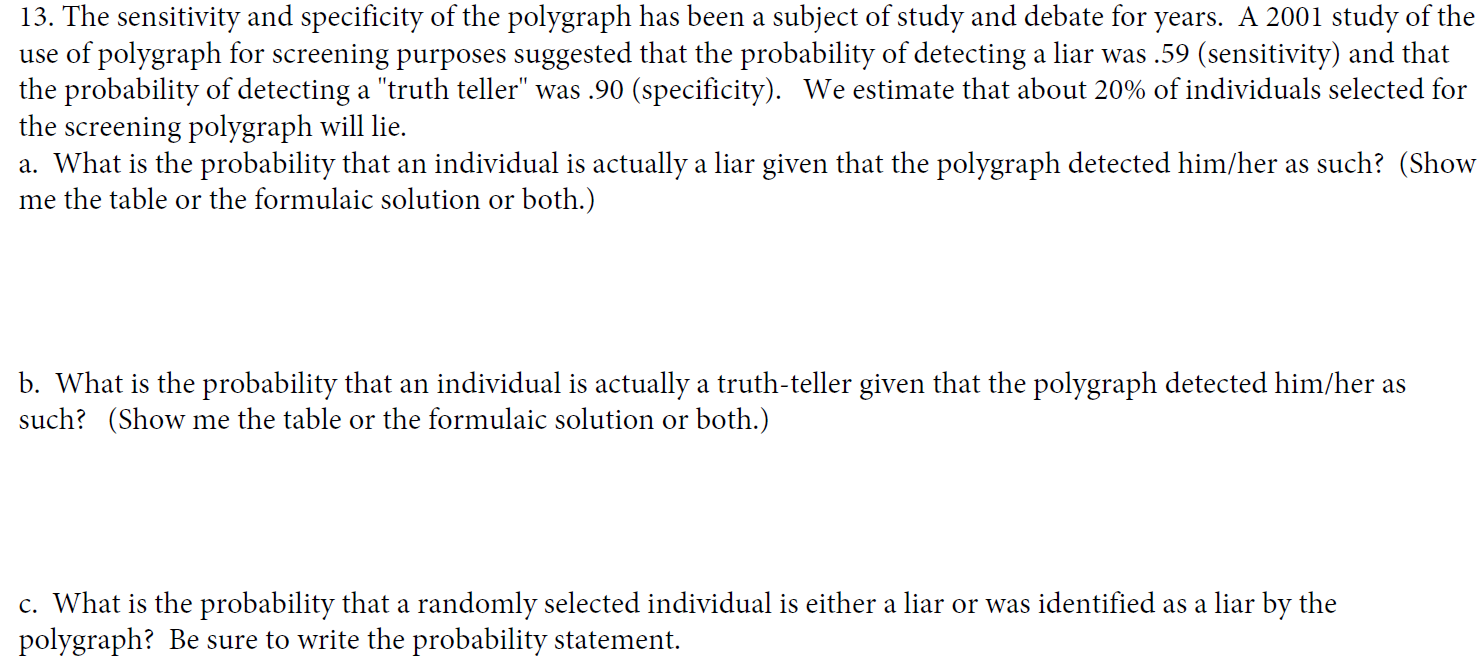 13. The sensitivity and specificity of the polygraph has been a subject of study and debate for years.  A 2001 study of the
use of polygraph for screening purposes suggested that the probability of detecting a liar was .59 (sensitivity) and that
the probability of detecting a "truth teller" was .90 (specificity).   We estimate that about 20% of individuals selected for
the screening polygraph will lie.
a.  What is the probability that an individual is actually a liar given that the polygraph detected him/her as such?  (Show
me the table or the formulaic solution or both.)
b.  What is the probability that an individual is actually a truth-teller given that the polygraph detected him/her as
such?   (Show me the table or the formulaic solution or both.)
c.  What is the probability that a randomly selected individual is either a liar or was identified as a liar by the
polygraph?  Be sure to write the probability statement.